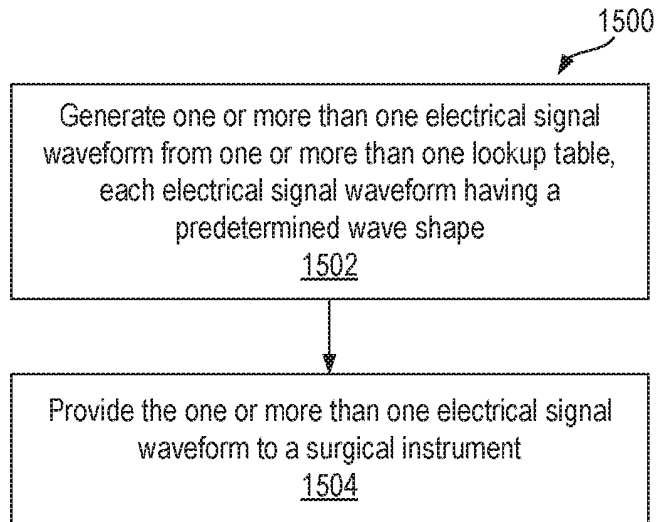 1500
Generate one or more than one electrical signal
waveform from one or more than one lookup table,
each electrical signal waveform having a
predetermined wave shape
1502
Provide the one or more than one electrical signal
waveform to a surgical instrument
1504